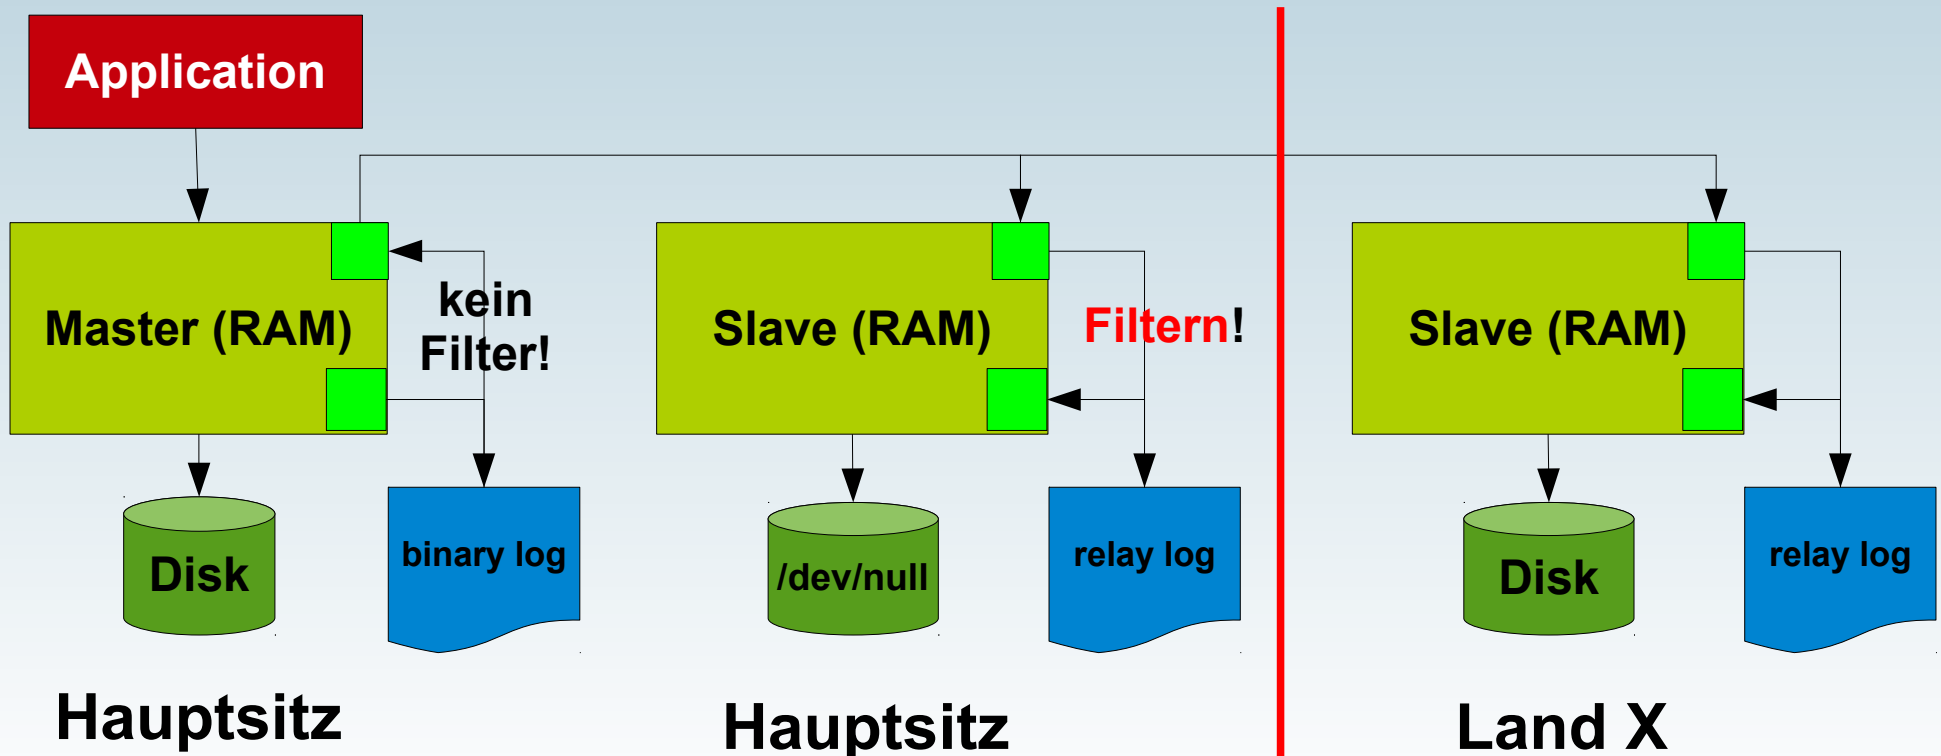 Application
Master (RAM)
kein
Filter!
Slave (RAM)
Filtern!
Slave (RAM)
Disk
binary log
/dev/null
relay log
Disk
relay log
Hauptsitz
Hauptsitz
Land X